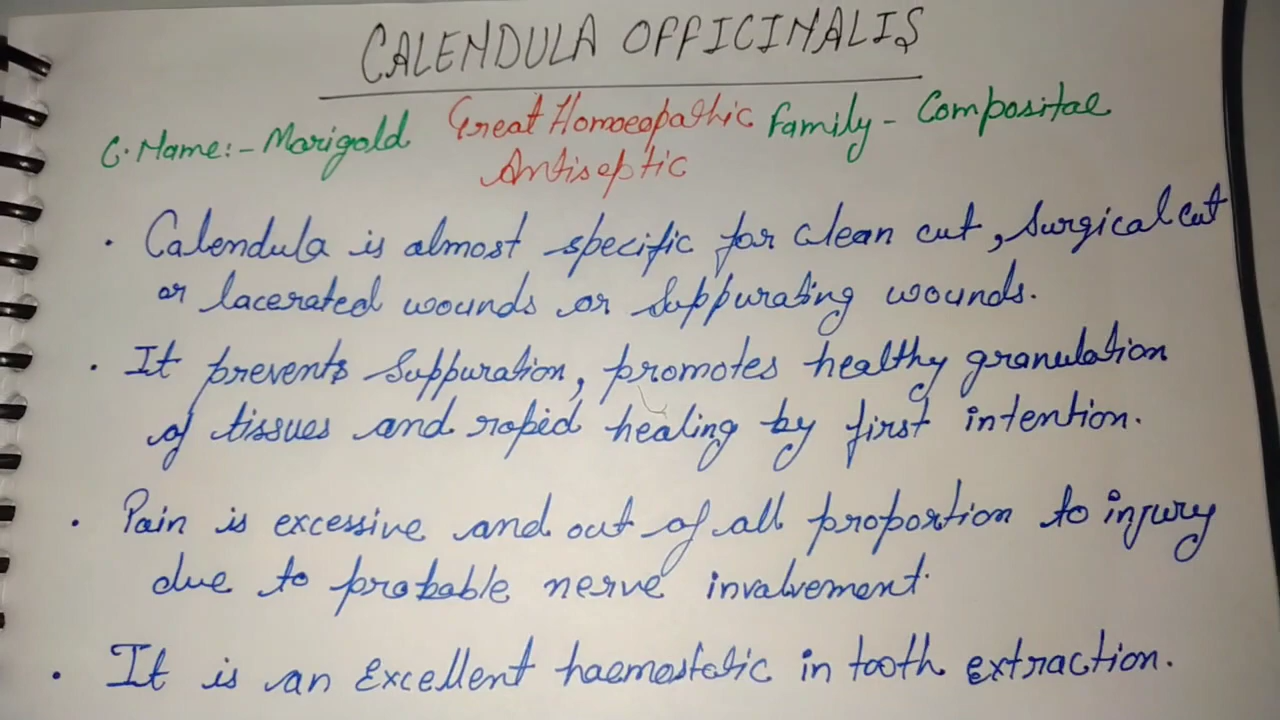 CALENDULA OFFICINALIS
C. Name:- Marigold Great Homoeopathic Family - Compositae
Antiseptic
• Calendula is almost specific for clean cut, surgical cut
or lacerated wounds or suppurating wounds.
• It prevents suppuration, promotes healthy granulation
of tissues and rapid healing by first intention.
• Pain is excessive and out of all proportion to injury
due to probable nerve involvement.
• It is an excellent haemostatic in tooth extraction.